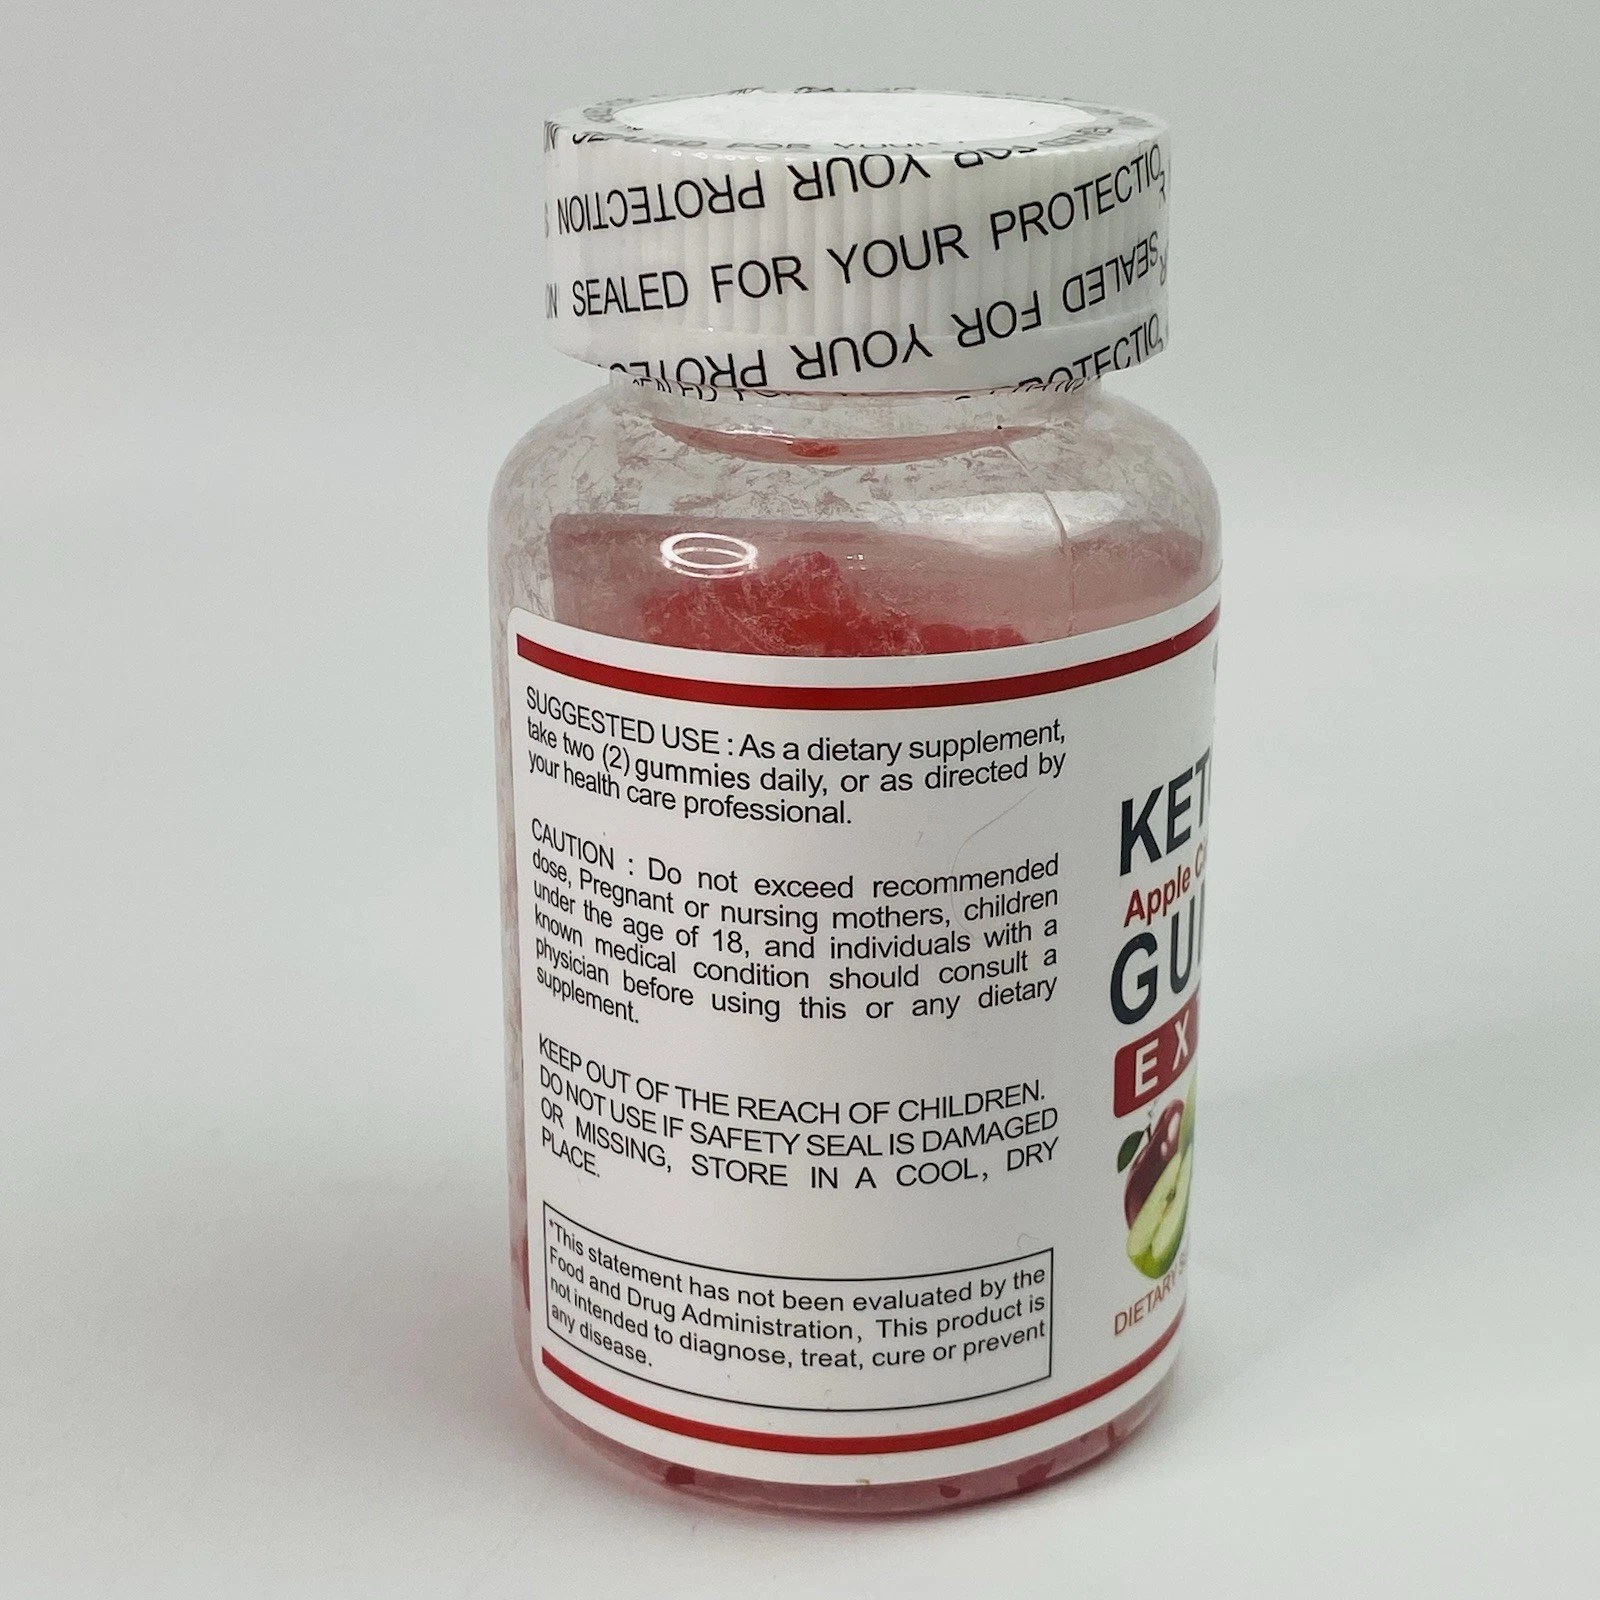 PROTECTION
FOR YOUR PROTECTION
SEALED FOR YOUR PROTECTIO
SEALED FOR YOUR PROTEC
SUGGESTED USE : As a dietary supplement,
take two (2) gummies daily, or as directed by
your health care professional.
CAUTION : Do not exceed recommended
dose, Pregnant or nursing mothers, children
under the age of 18, and individuals with a
known medical condition should consult a
physician before using this or any dietary
supplement.
KEEP OUT OF THE REACH OF CHILDREN.
DO NOT USE IF SAFETY SEAL IS DAMAGED
OR MISSING, STORE IN A COOL, DRY
PLACE.
*This statement has not been evaluated by the
Food and Drug Administration, This product is
not intended to diagnose, treat, cure or prevent
any disease.
KET
Apple
GU
EX
DIETARY